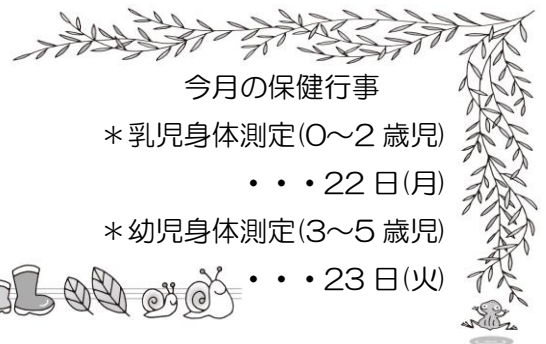 今月の保健行事
＊乳児身体測定(0～2 歳児)
・・・22 日(月)
＊幼児身体測定(3～5 歳児)
・・・23 日(火)